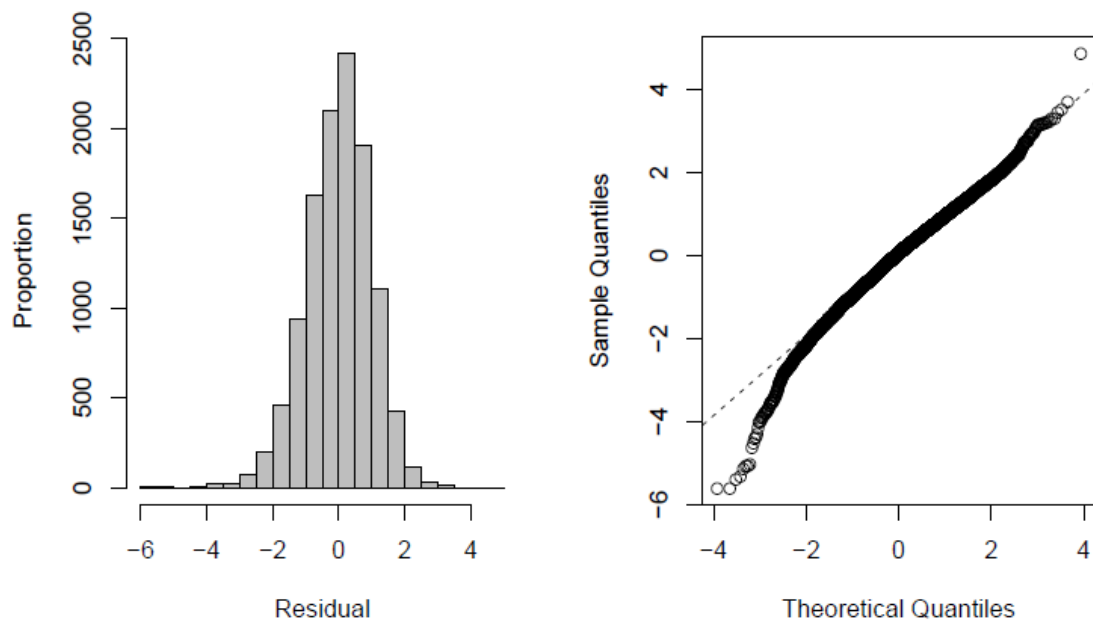 Proportion
2500
2000
1500
1000
500
0
−6 −4 −2 0 2 4
Residual
Sample Quantiles
4
2
0
−2
−4
−6
−4 −2 0 2 4
Theoretical Quantiles